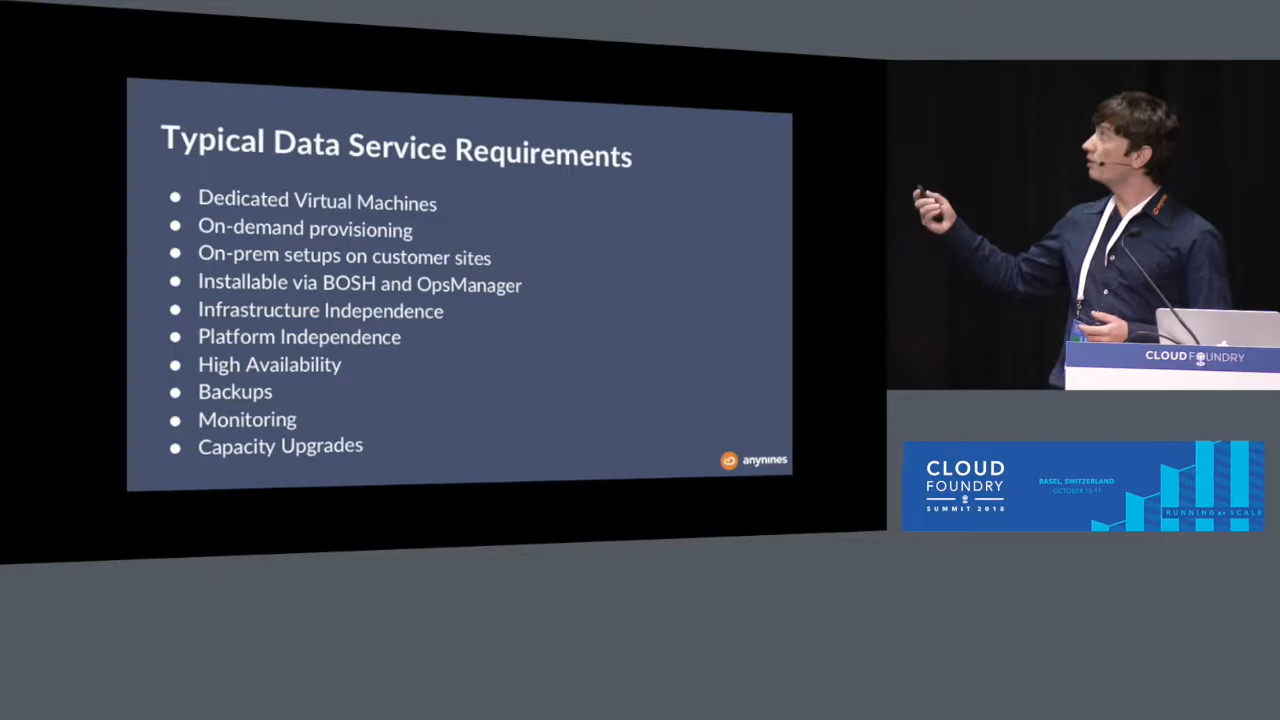 Typical Data Service Requirements
● Dedicated Virtual Machines
● On-demand provisioning
● On-prem setups on customer sites
● Installable via BOSH and OpsManager
● Infrastructure Independence
● Platform Independence
● High Availability
● Backups
● Monitoring
● Capacity Upgrades
anynines
CLOUD FOUNDRY
CLOUD
FOUNDRY
SUMMIT 2018
BASEL, SWITZERLAND
OCTOBER 10-11
RUNNING AT SCALE